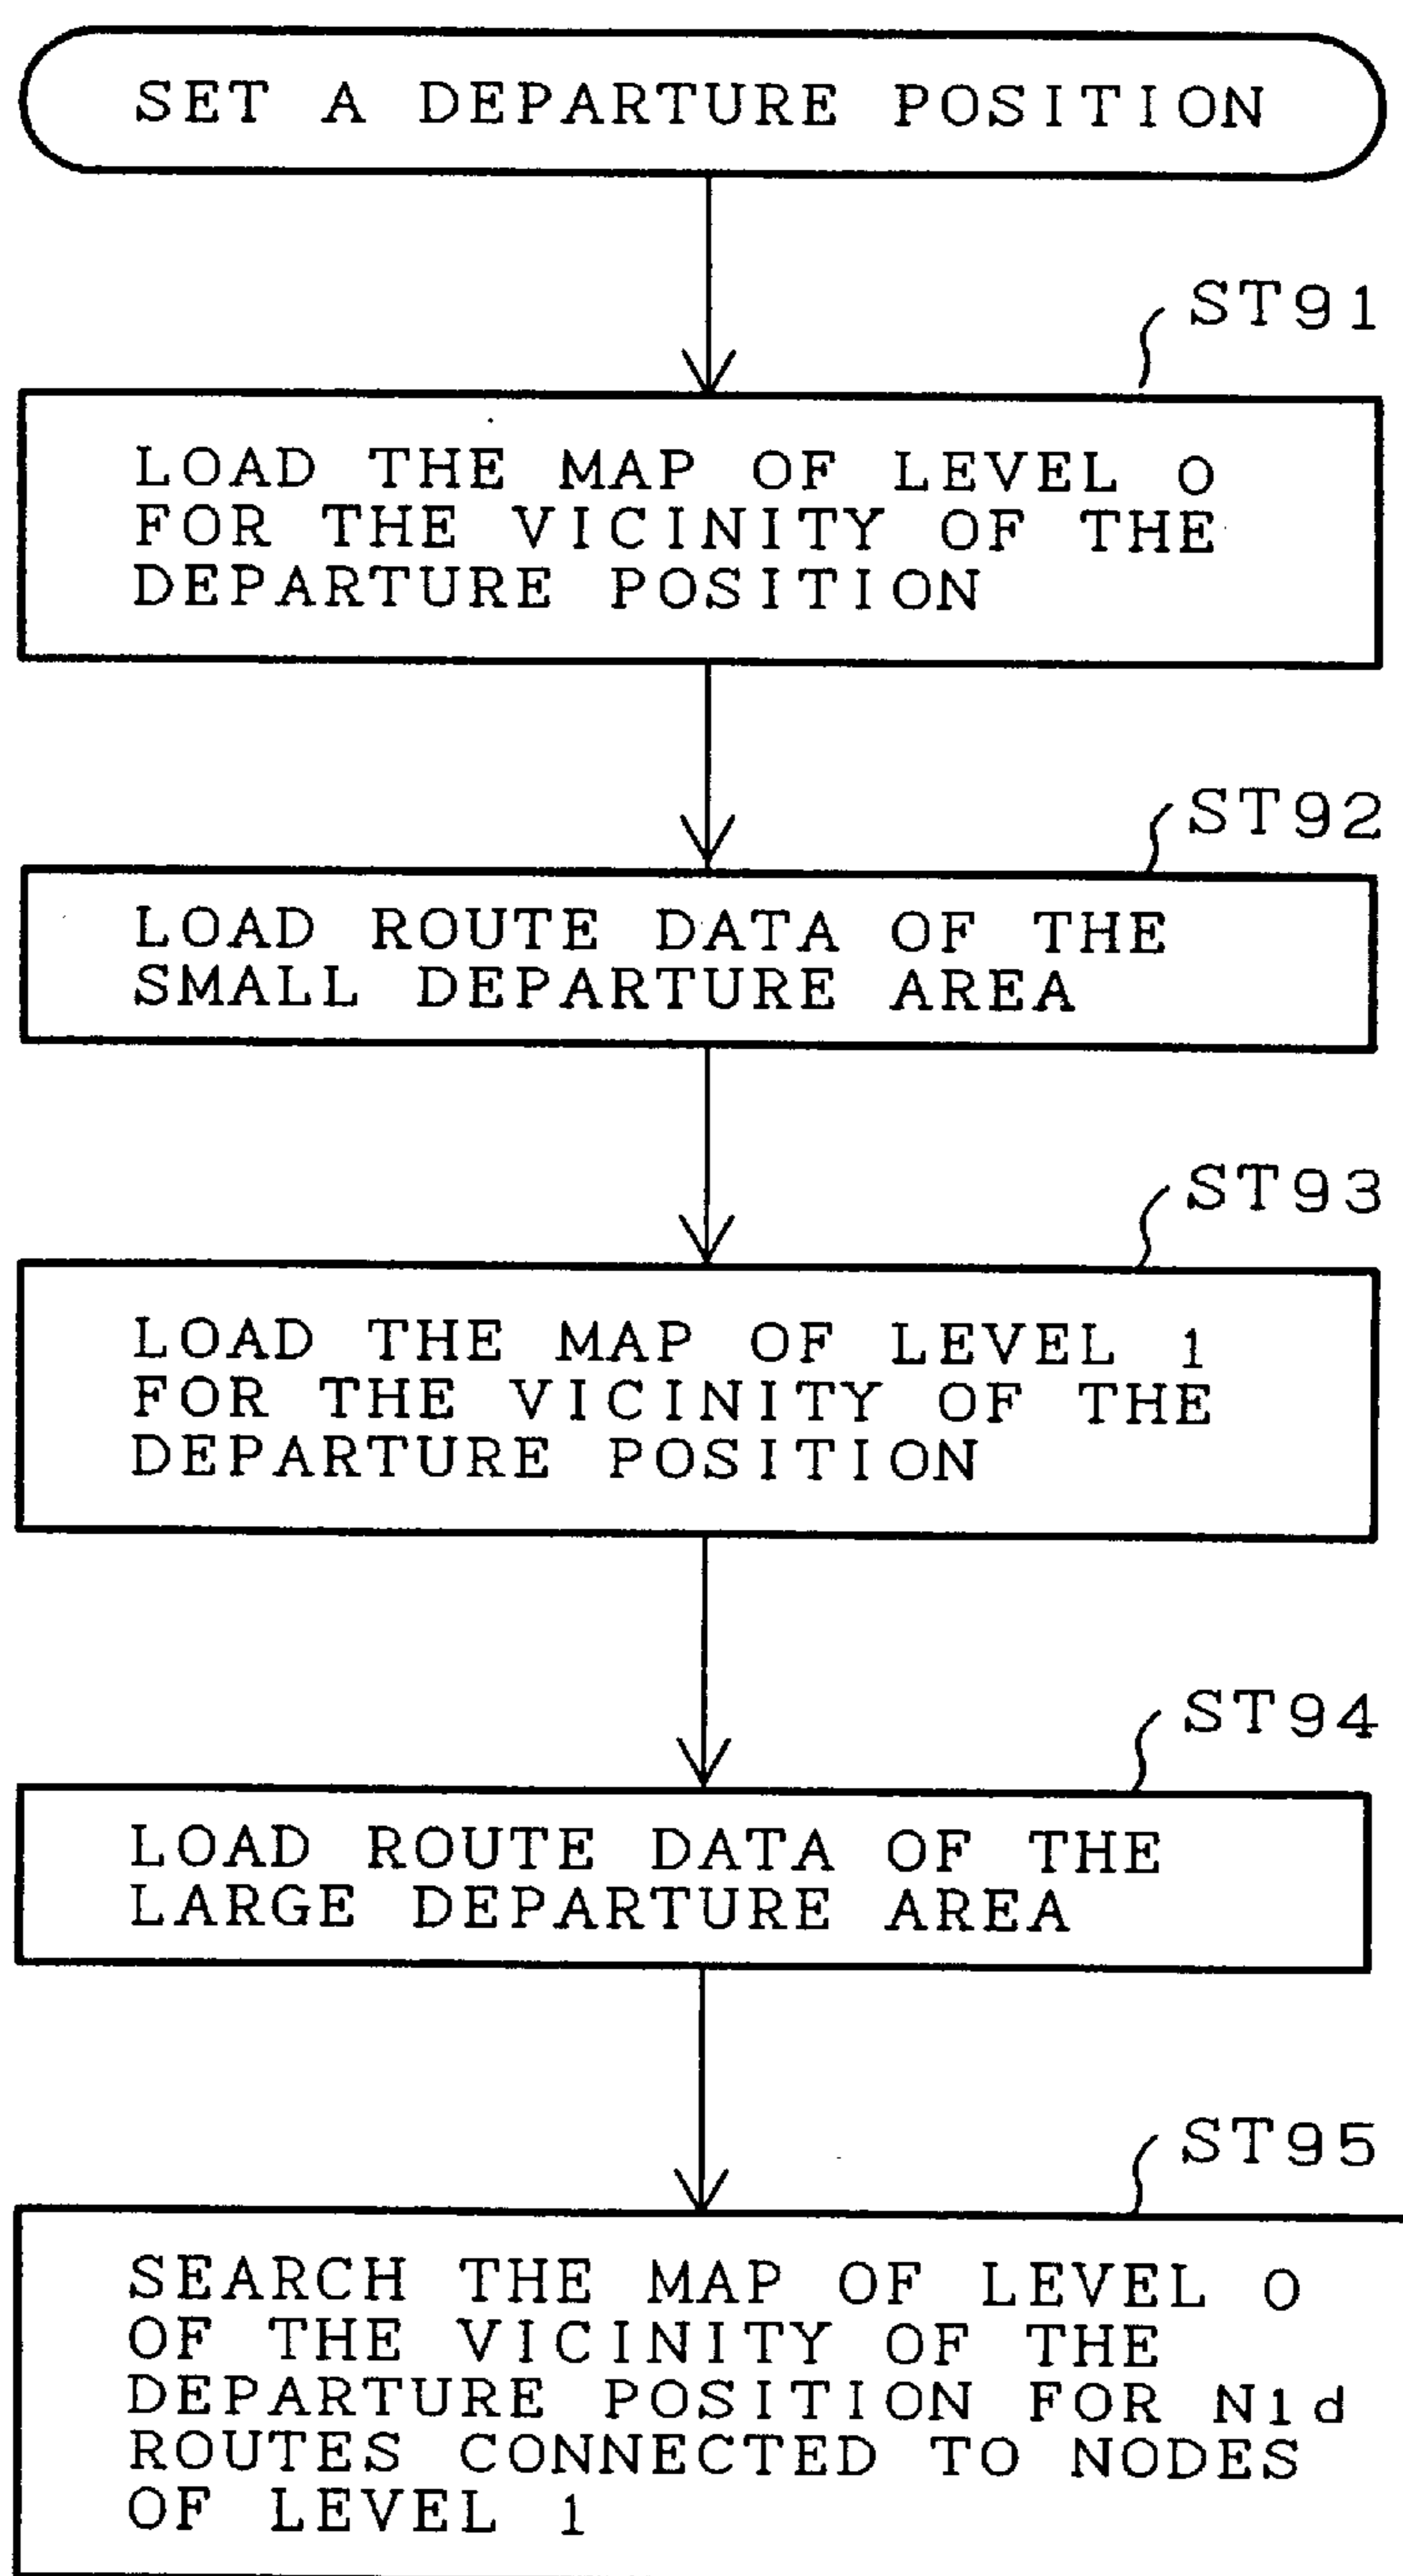 SET A DEPARTURE POSITION
ST91
LOAD THE MAP OF LEVEL 0
FOR THE VICINITY OF THE
DEPARTURE POSITION
ST92
LOAD ROUTE DATA OF THE
SMALL DEPARTURE AREA
ST93
LOAD THE MAP OF LEVEL 1
FOR THE VICINITY OF THE
DEPARTURE POSITION
ST94
LOAD ROUTE DATA OF THE
LARGE DEPARTURE AREA
ST95
SEARCH THE MAP OF LEVEL 0
OF THE VICINITY OF THE
DEPARTURE POSITION FOR N1d
ROUTES CONNECTED TO NODES
OF LEVEL 1